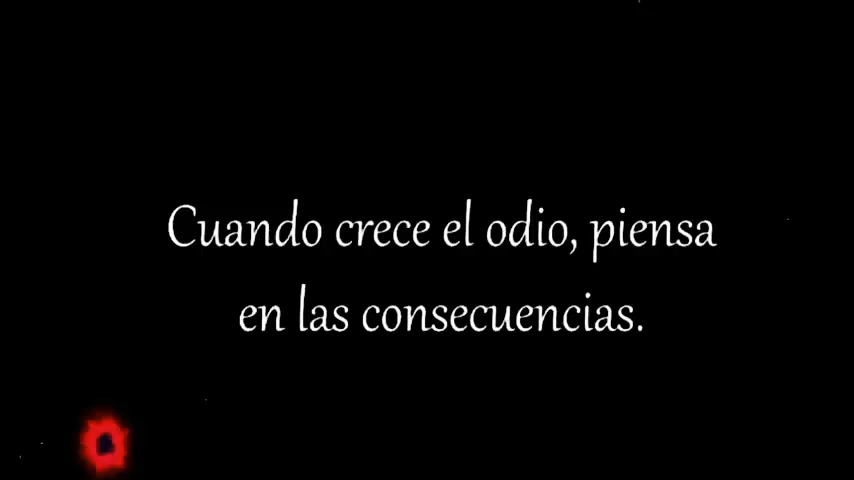 Cuando crece el odio, piensa
en las consecuencias.